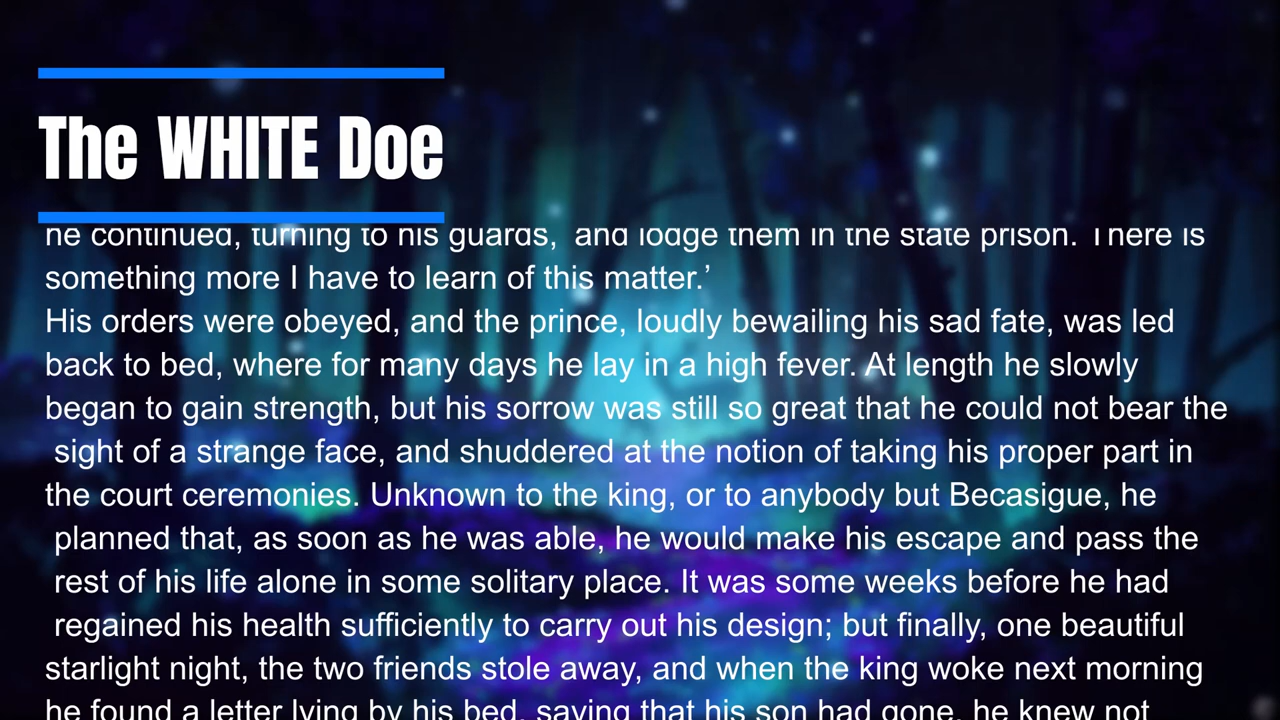 The WHITE Doe
he continued, turning to his guards, 'and lodge them in the state prison. There is
something more I have to learn of this matter.’
His orders were obeyed, and the prince, loudly bewailing his sad fate, was led
back to bed, where for many days he lay in a high fever. At length he slowly
began to gain strength, but his sorrow was still so great that he could not bear the
sight of a strange face, and shuddered at the notion of taking his proper part in
the court ceremonies. Unknown to the king, or to anybody but Becasigue, he
planned that, as soon as he was able, he would make his escape and pass the
rest of his life alone in some solitary place. It was some weeks before he had
regained his health sufficiently to carry out his design; but finally, one beautiful
starlight night, the two friends stole away, and when the king woke next morning
he found a letter lying by his bed, saying that his son had gone, he knew not